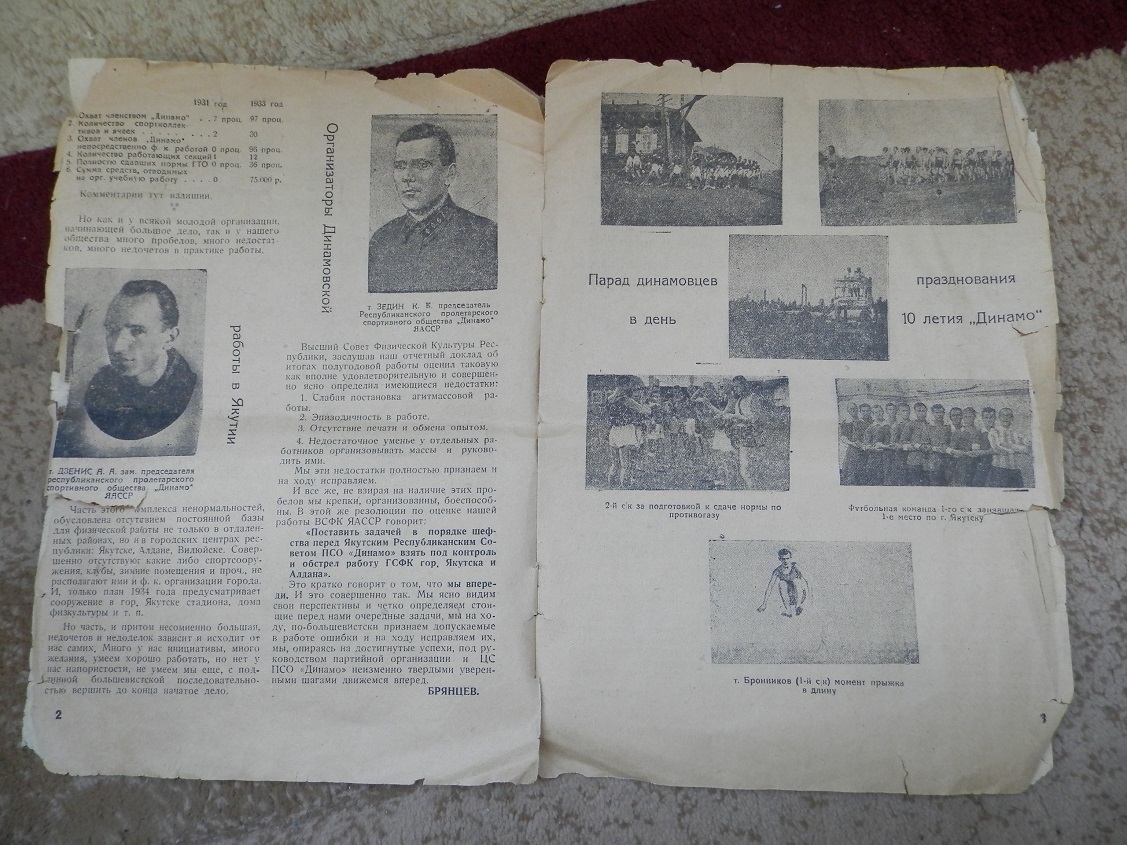 1931 год 1933 год
1. Охват членством „Динамо“ . . 7 проц. 97 проц.
2. Количество спортколлек-
тивов и ячеек . . . . . . . . 2 30
3. Охват членов „Динамо“
непосредственно ф к работой 0 проц. 96 проц.
4. Количество работающих секций 1 12
5. Полностью сдавших нормы ГТО 0 проц. 36 проц.
6. Сумма средств, отводимых
на орг. учебную работу . . . . 0 75.000 р.
Комментарии тут излишни.
Но как и у всякой молодой организации,
начинающей большое дело, так и у нашего
общества много пробелов, много недостат-
ков, много недочетов в практике работы.
Организаторы Динамовской
работы в Якутии
т. ДЗЕНИС А. А. зам. председателя
республиканского пролетарского
спортивного общества „Динамо“
ЯАССР
Часть этого комплекса ненормальностей,
обусловлена отсутвием постоянной базы
для физической работы не только в отдален-
ных районах, но и в городских центрах рес-
публики: Якутске, Алдане, Вилюйске. Совер-
шенно отсутствуют какие либо спортсоору-
жения, клубы, зимние помещения и проч., не
располагают ими и ф. к. организации города.
И, только план 1934 года предусматривает
сооружение в гор. Якутске стадиона, дома
физкультуры и т. п.
Но часть, и притом несомненно большая,
недочетов и недоделок зависит и исходит от
нас самих. Много у нас инициативы, много
желания, умеем хорошо работать, но нет у
нас напористости, не умеем мы еще, с под-
линной большевистской последовательно-
стью вершить до конца начатое дело.
2
т. ЗЕДИН К. К. председатель
Республиканского пролетарского
спортивного общества „Динамо“
ЯАССР
Высший Совет Физической Культуры Рес-
публики, заслушав наш отчетный доклад об
итогах полугодовой работы оценил таковую
как вполне удовлетворительную и совершен-
но ясно определил имеющиеся недостатки:
1. Слабая постановка агитмассовой ра-
боты.
2. Эпизодичность в работе.
3. Отсутствие печати и обмена опытом.
4. Недостаточное уменье у отдельных ра-
ботников организовывать массы и руково-
дить ими.
Мы эти недостатки полностью признаем и
на ходу исправляем.
И все же, не взирая на наличие этих про-
белов мы крепки, организованны, боеспособ-
ны. В этой же резолюции по оценке нашей
работы ВСФК ЯАССР говорит:
«Поставить задачей в порядке шеф-
ства перед Якутским Республиканским Со-
ветом ПСО «Динамо» взять под контроль
и обстрел работу ГСФК гор. Якутска и
Алдана».
Это кратко говорит о том, что мы впере-
ди. И это совершенно так. Мы ясно видим
свои перспективы и четко определяем стоя-
щие перед нами очередные задачи, мы на хо-
ду, по-большевистски признаем допускаемые
в работе ошибки и на ходу исправляем их,
мы, опираясь на достигнутые успехи, под ру-
ководством партийной организации и ЦС
ПСО «Динамо» неизменно твердыми уверен-
ными шагами движемся вперед.
БРЯНЦЕВ.
Парад динамовцев празднования
в день 10 летия „Динамо“
2-й с/к за подготовкой к сдаче нормы по
противогазу
Футбольная команда 1-го с к занявшая
1-е место по г. Якутску
т. Бронников (1-й с/к) момент прыжка
в длину
3